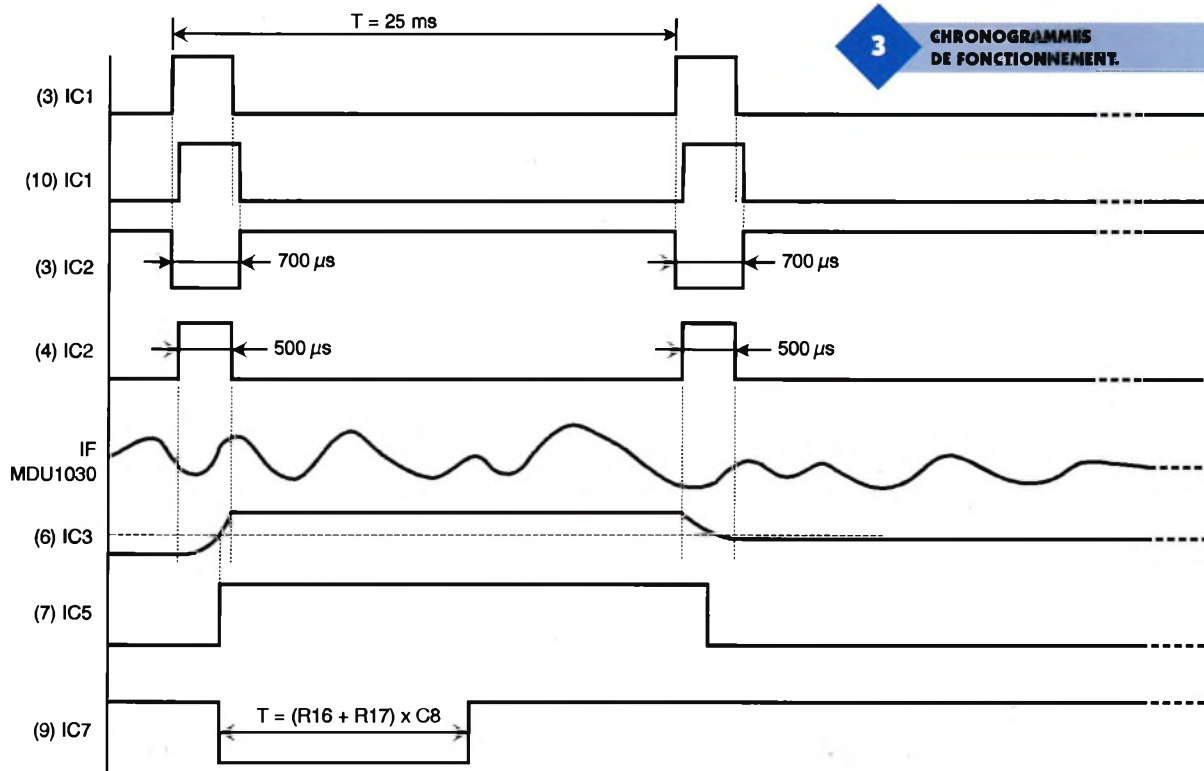 T = 25 ms
3
CHRONOGRAMMES
DE FONCTIONNEMENT.
(3) IC1
(10) IC1
(3) IC2
700 µs
700 µs
(4) IC2
500 µs
500 µs
IF
MDU1030
(6) IC3
(7) IC5
(9) IC7
T = (R16 + R17) x C8